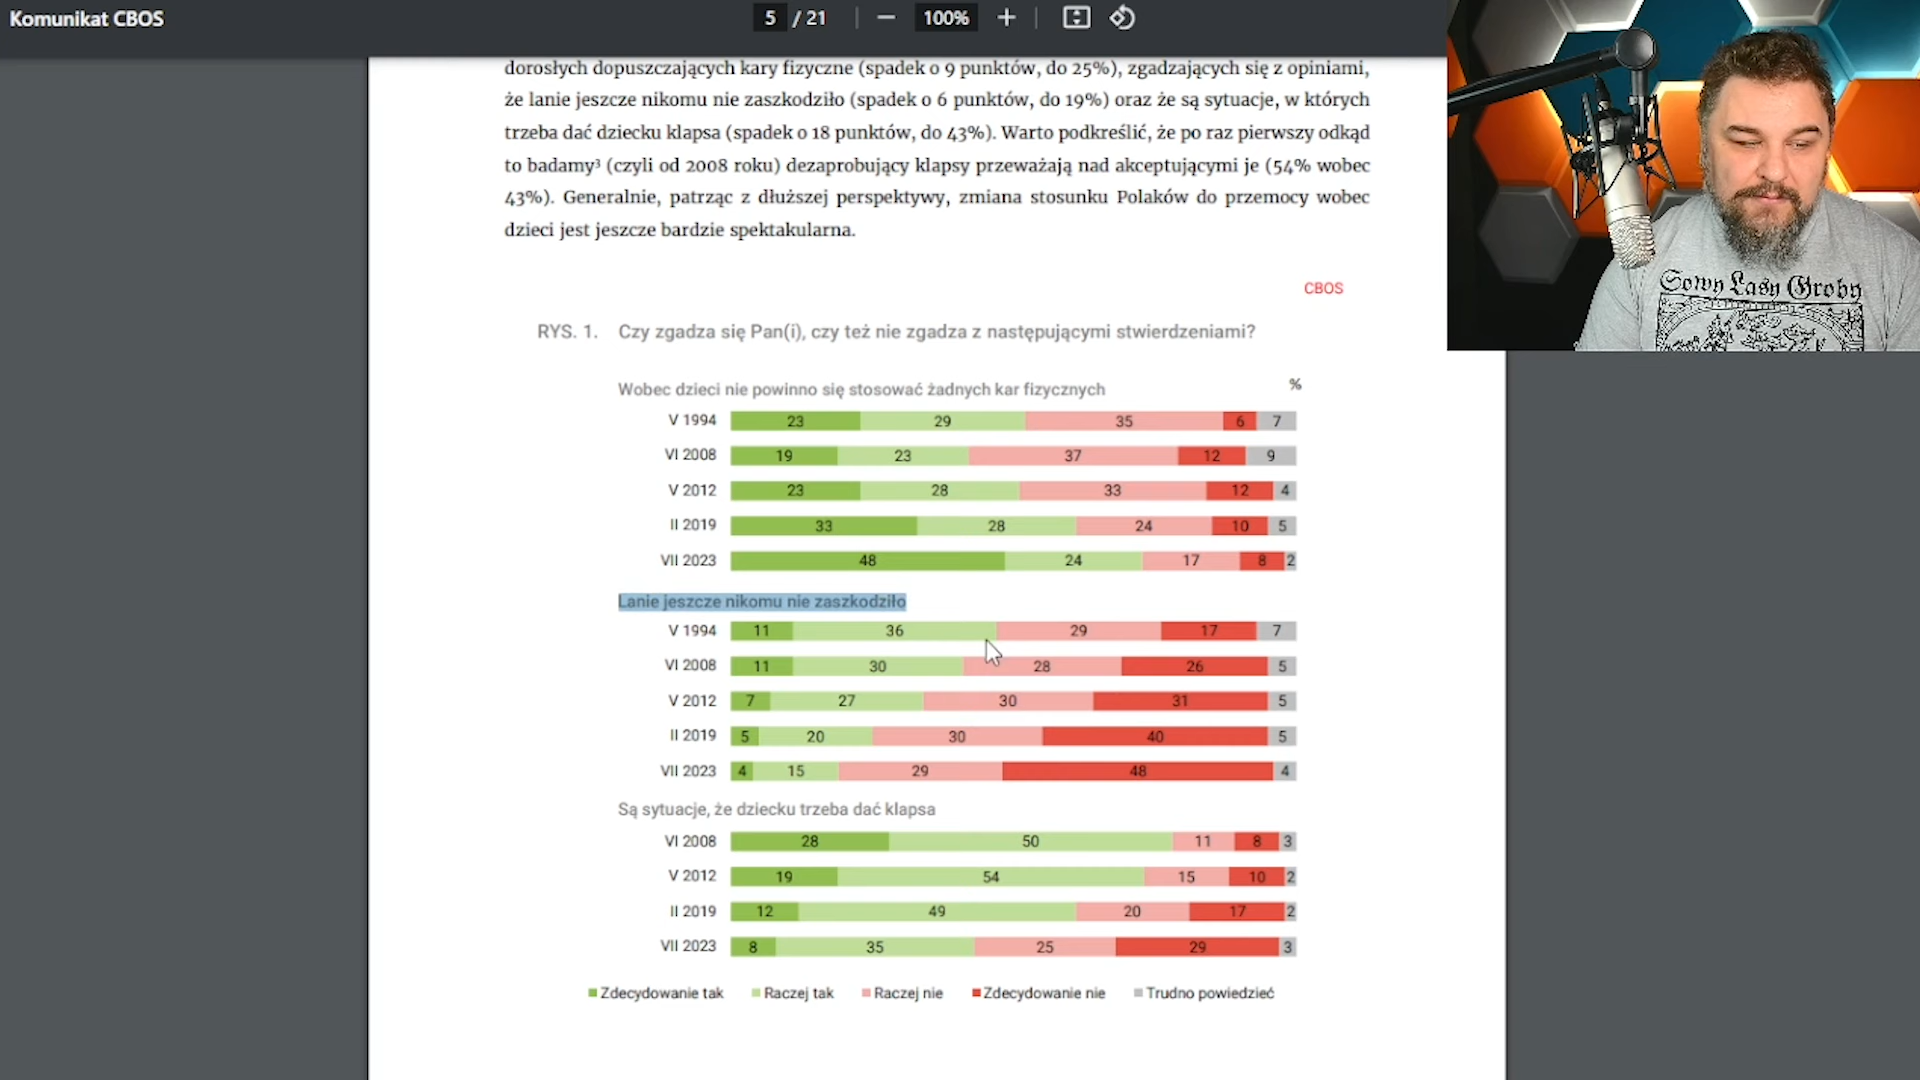 Komunikat CBOS
5 / 21
100%
dorosłych dopuszczających kary fizyczne (spadek o 9 punktów, do 25%), zgadzających się z opiniami,
że lanie jeszcze nikomu nie zaszkodziło (spadek o 6 punktów, do 19%) oraz że są sytuacje, w których
trzeba dać dziecku klapsa (spadek o 18 punktów, do 43%). Warto podkreślić, że po raz pierwszy odkąd
to badamy³ (czyli od 2008 roku) dezaprobujący klapsy przeważają nad akceptującymi je (54% wobec
43%). Generalnie, patrząc z dłuższej perspektywy, zmiana stosunku Polaków do przemocy wobec
dzieci jest jeszcze bardzie spektakularna.
Sowy Lasy Groby
CBOS
RYS. 1. Czy zgadza się Pan(i), czy też nie zgadza z następującymi stwierdzeniami?
Wobec dzieci nie powinno się stosować żadnych kar fizycznych %
V 1994 23 29 35 6 7
VI 2008 19 23 37 12 9
V 2012 23 28 33 12 4
II 2019 33 28 24 10 5
VII 2023 48 24 17 8 2
Lanie jeszcze nikomu nie zaszkodziło
V 1994 11 36 29 17 7
VI 2008 11 30 28 26 5
V 2012 7 27 30 31 5
II 2019 5 20 30 40 5
VII 2023 4 15 29 48 4
Są sytuacje, że dziecku trzeba dać klapsa
VI 2008 28 50 11 8 3
V 2012 19 54 15 10 2
II 2019 12 49 20 17 2
VII 2023 8 35 25 29 3
Zdecydowanie tak Raczej tak Raczej nie Zdecydowanie nie Trudno powiedzieć